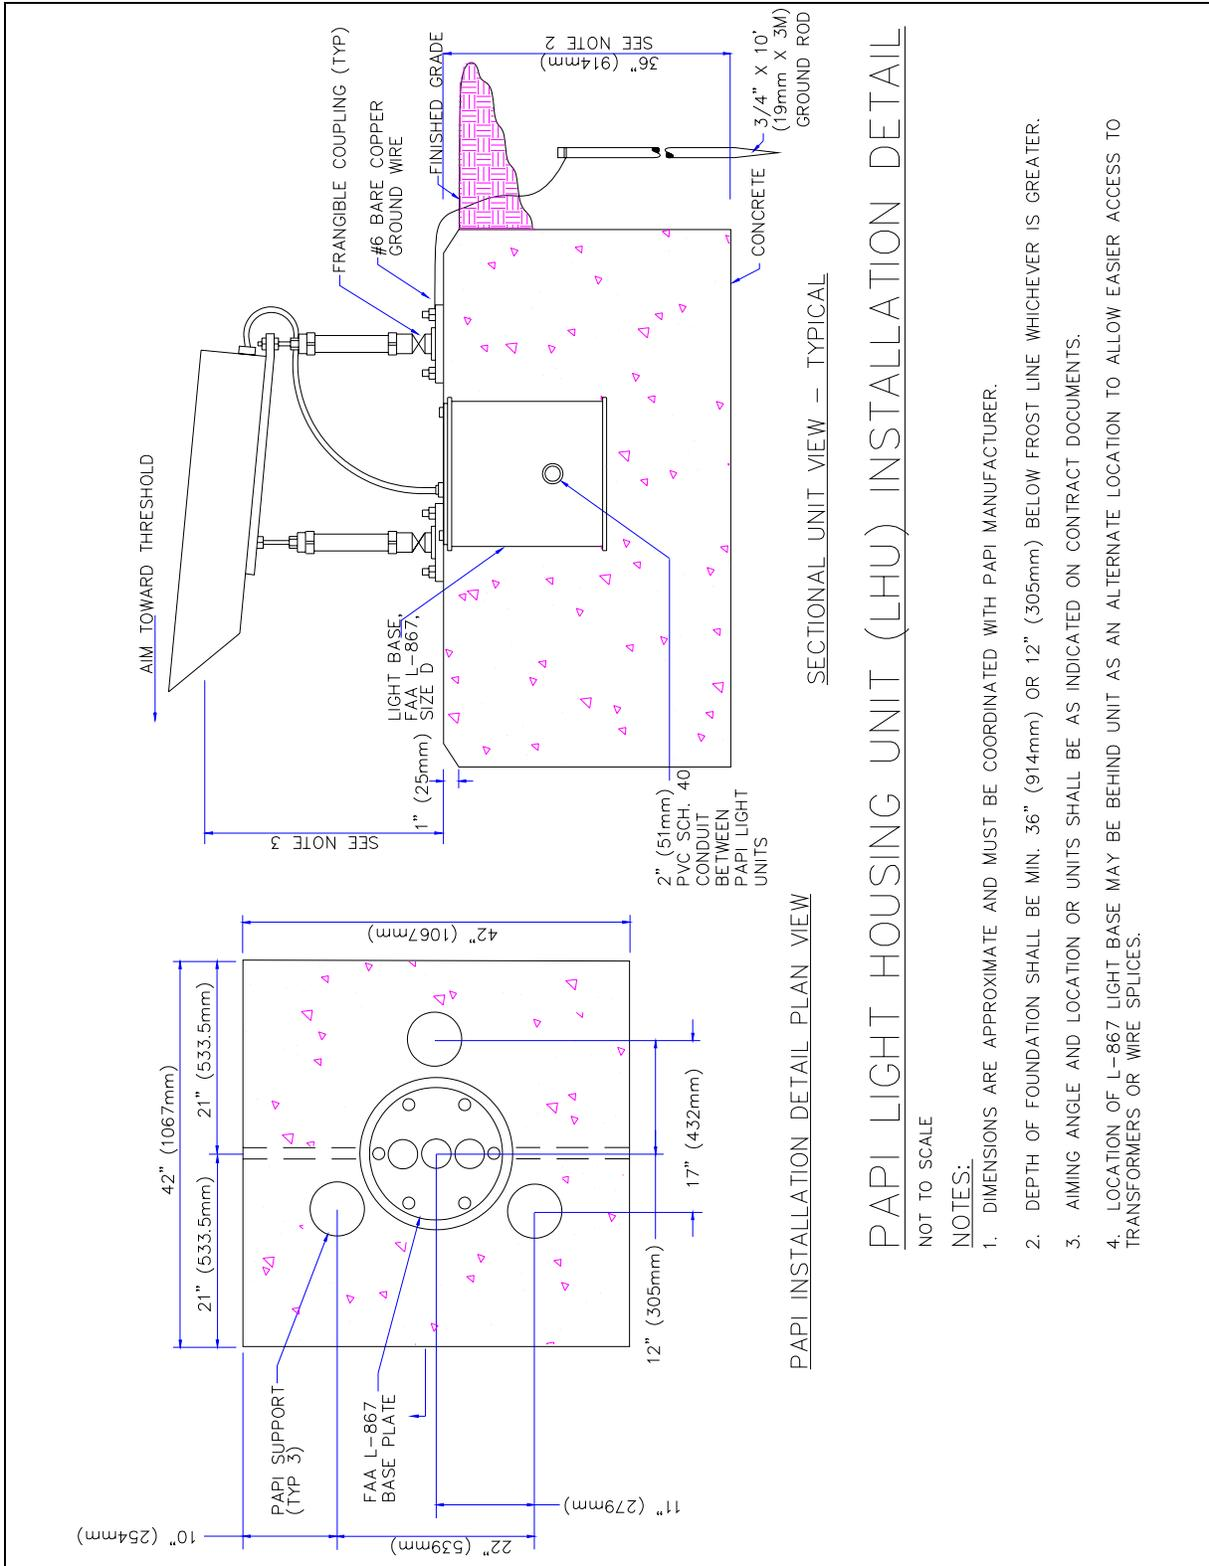 PAPI SUPPORT
(TYP 3)
FAA L-867
BASE PLATE
42" (1067mm)
21" (533.5mm)
21" (533.5mm)
42" (1067mm)
10" (254mm)
22" (539mm)
11" (279mm)
12" (305mm)
17" (432mm)
PAPI INSTALLATION DETAIL PLAN VIEW
AIM TOWARD THRESHOLD
SEE NOTE 3
1" (25mm)
LIGHT BASE,
FAA L-867,
SIZE D
2" (51mm)
PVC SCH. 40
CONDUIT
BETWEEN
PAPI LIGHT
UNITS
FRANGIBLE COUPLING (TYP)
#6 BARE COPPER
GROUND WIRE
FINISHED GRADE
36" (914mm)
SEE NOTE 2
3/4" X 10'
(19mm X 3M)
GROUND ROD
CONCRETE
SECTIONAL UNIT VIEW – TYPICAL
PAPI LIGHT HOUSING UNIT (LHU) INSTALLATION DETAIL
NOT TO SCALE
NOTES:
1. DIMENSIONS ARE APPROXIMATE AND MUST BE COORDINATED WITH PAPI MANUFACTURER.
2. DEPTH OF FOUNDATION SHALL BE MIN. 36" (914mm) OR 12" (305mm) BELOW FROST LINE WHICHEVER IS GREATER.
3. AIMING ANGLE AND LOCATION OR UNITS SHALL BE AS INDICATED ON CONTRACT DOCUMENTS.
4. LOCATION OF L-867 LIGHT BASE MAY BE BEHIND UNIT AS AN ALTERNATE LOCATION TO ALLOW EASIER ACCESS TO
TRANSFORMERS OR WIRE SPLICES.